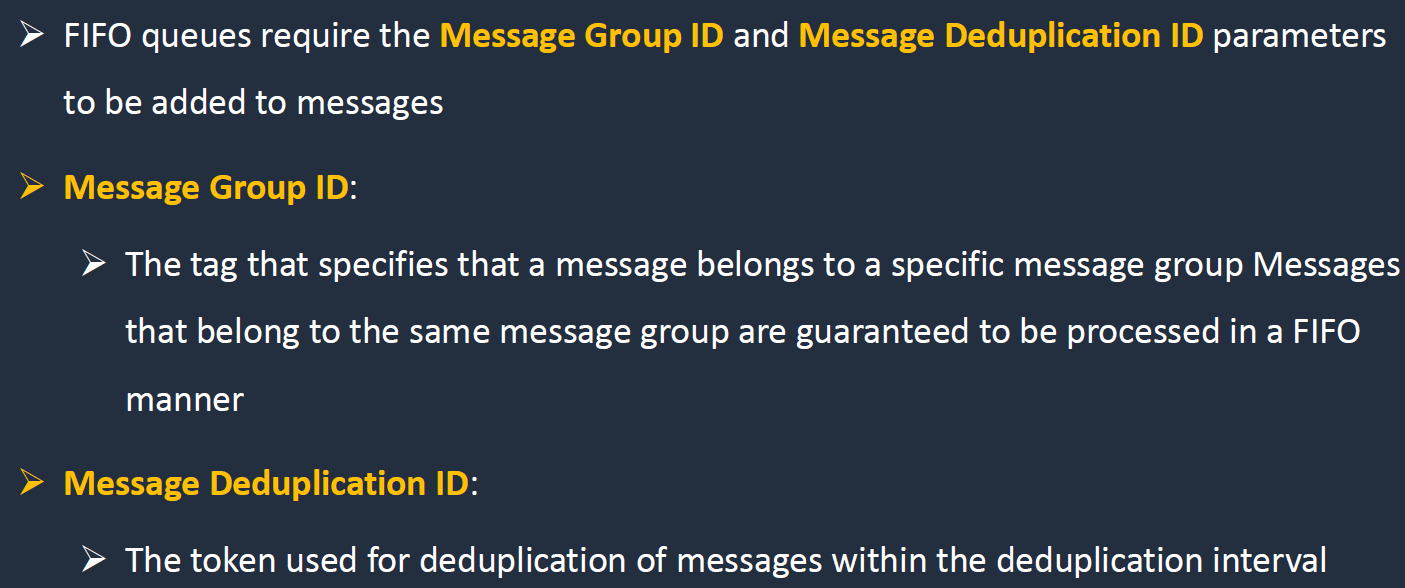 ➢ FIFO queues require the Message Group ID and Message Deduplication ID parameters
to be added to messages
➢ Message Group ID:
➢ The tag that specifies that a message belongs to a specific message group Messages
that belong to the same message group are guaranteed to be processed in a FIFO
manner
➢ Message Deduplication ID:
➢ The token used for deduplication of messages within the deduplication interval